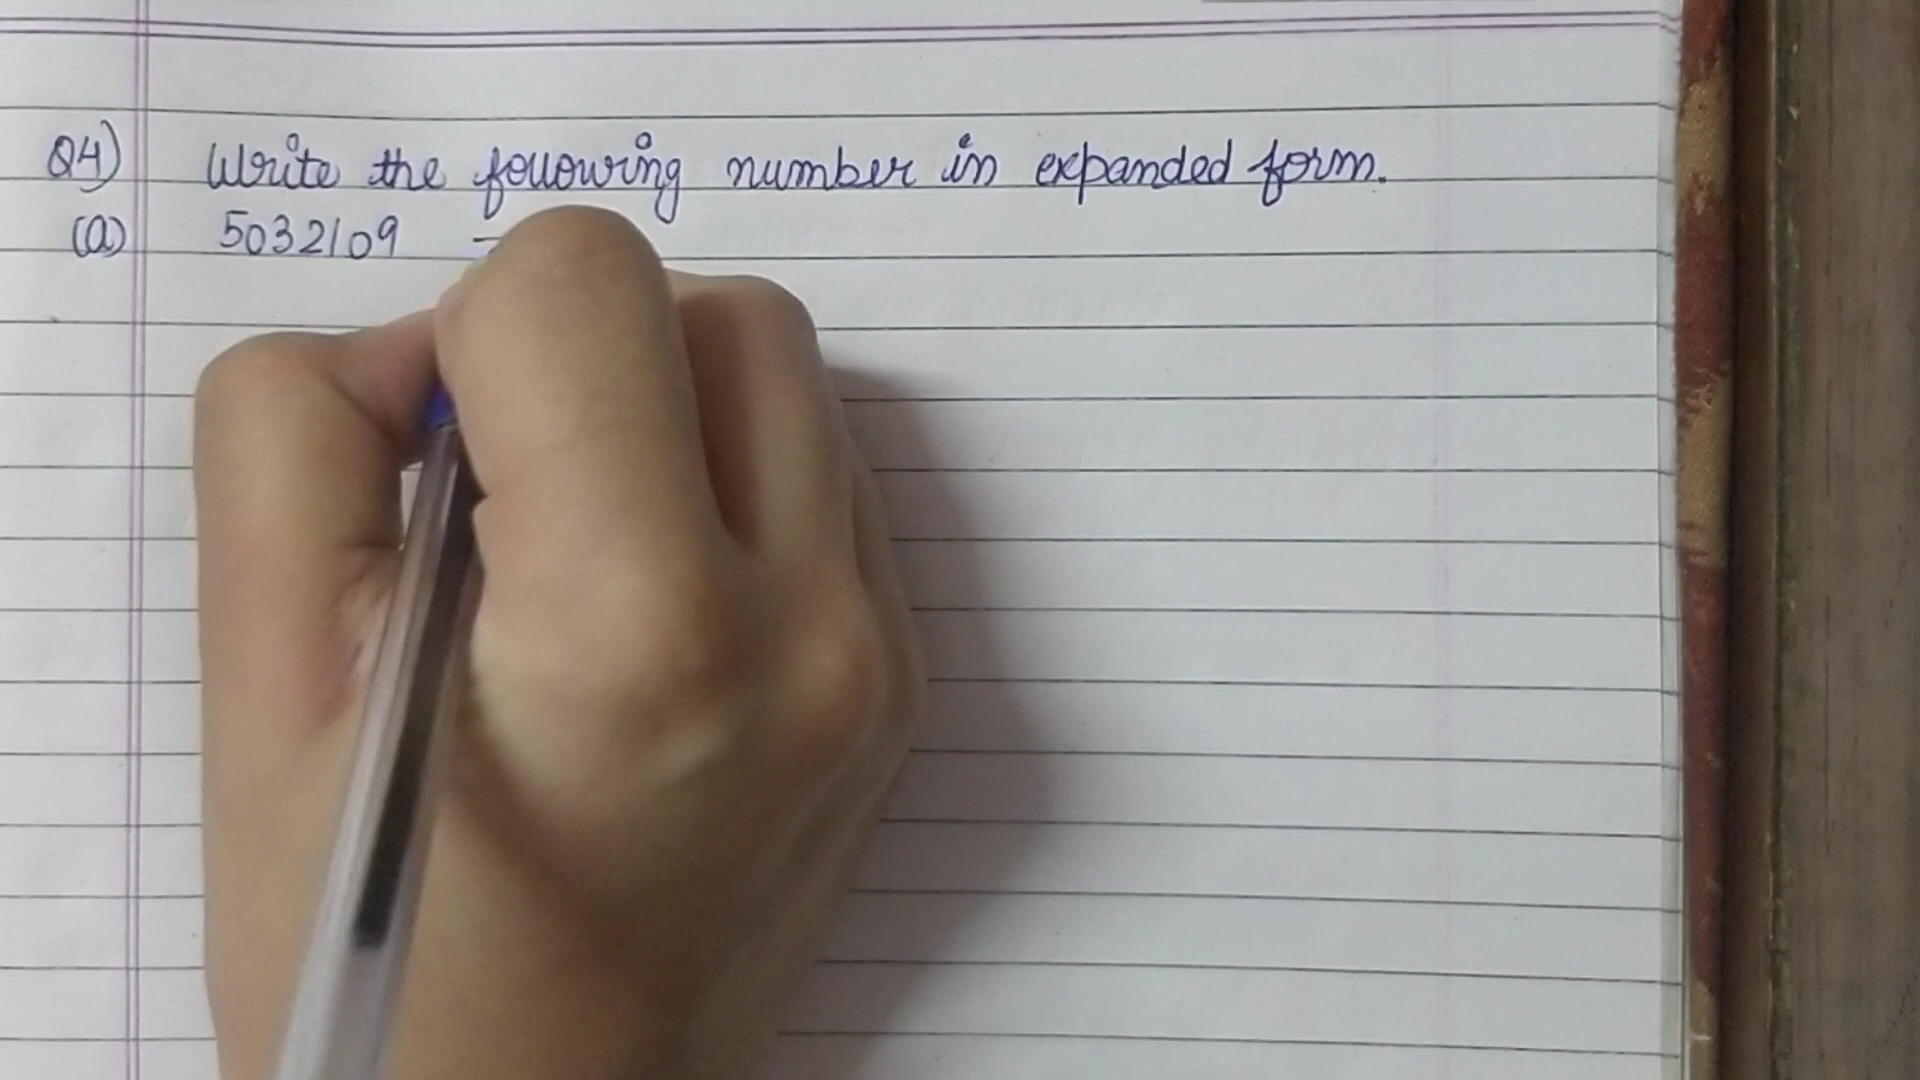 Q4) Write the following number in expanded form.
(a) 5032109 =